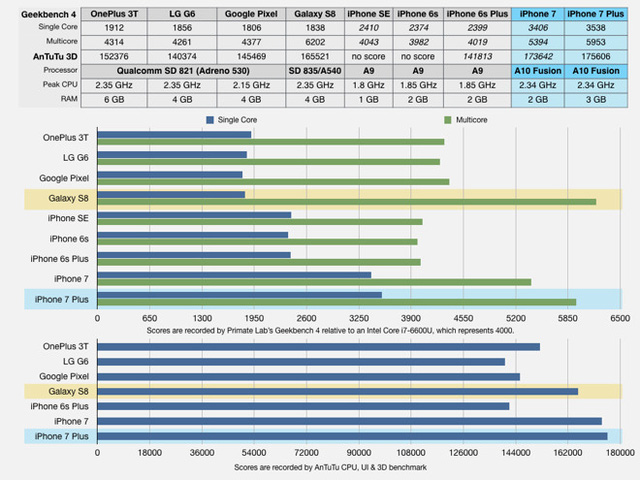 Geekbench 4 OnePlus 3T LG G6 Google Pixel Galaxy S8 iPhone SE iPhone 6s iPhone 6s Plus iPhone 7 iPhone 7 Plus
Single Core 1912 1856 1806 1838 2410 2374 2399 3406 3538
Multicore 4314 4261 4377 6202 4043 3982 4019 5394 5953
AnTuTu 3D 152376 140374 145469 165521 no score no score 141813 173642 175606
Processor Qualcomm SD 821 (Adreno 530) SD 835/A540 A9 A9 A9 A10 Fusion A10 Fusion
Peak CPU 2.35 GHz 2.35 GHz 2.15 GHz 2.35 GHz 1.8 GHz 1.85 GHz 1.85 GHz 2.34 GHz 2.34 GHz
RAM 6 GB 4 GB 4 GB 4 GB 1 GB 2 GB 2 GB 2 GB 3 GB
Single Core Multicore
OnePlus 3T
LG G6
Google Pixel
Galaxy S8
iPhone SE
iPhone 6s
iPhone 6s Plus
iPhone 7
iPhone 7 Plus
0 650 1300 1950 2600 3250 3900 4550 5200 5850 6500
Scores are recorded by Primate Lab's Geekbench 4 relative to an Intel Core i7-6600U, which represents 4000.
OnePlus 3T
LG G6
Google Pixel
Galaxy S8
iPhone 6s Plus
iPhone 7
iPhone 7 Plus
0 18000 36000 54000 72000 90000 108000 126000 144000 162000 180000
Scores are recorded by AnTuTu CPU, UI & 3D benchmark